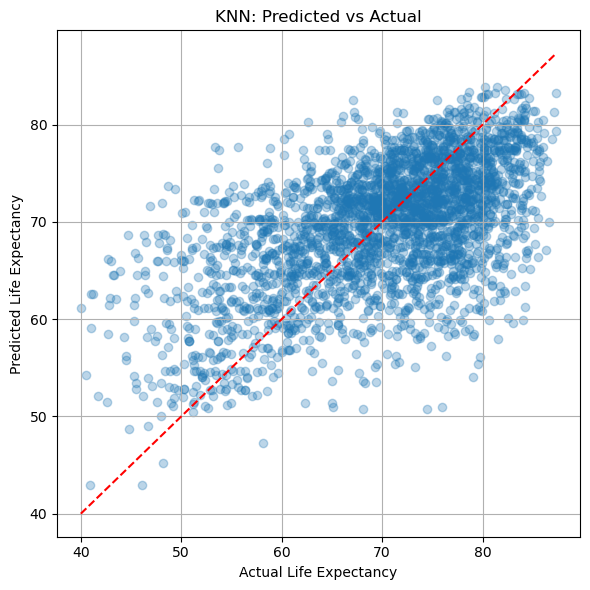 KNN: Predicted vs Actual
Predicted Life Expectancy
80
70
60
50
40
40 50 60 70 80
Actual Life Expectancy